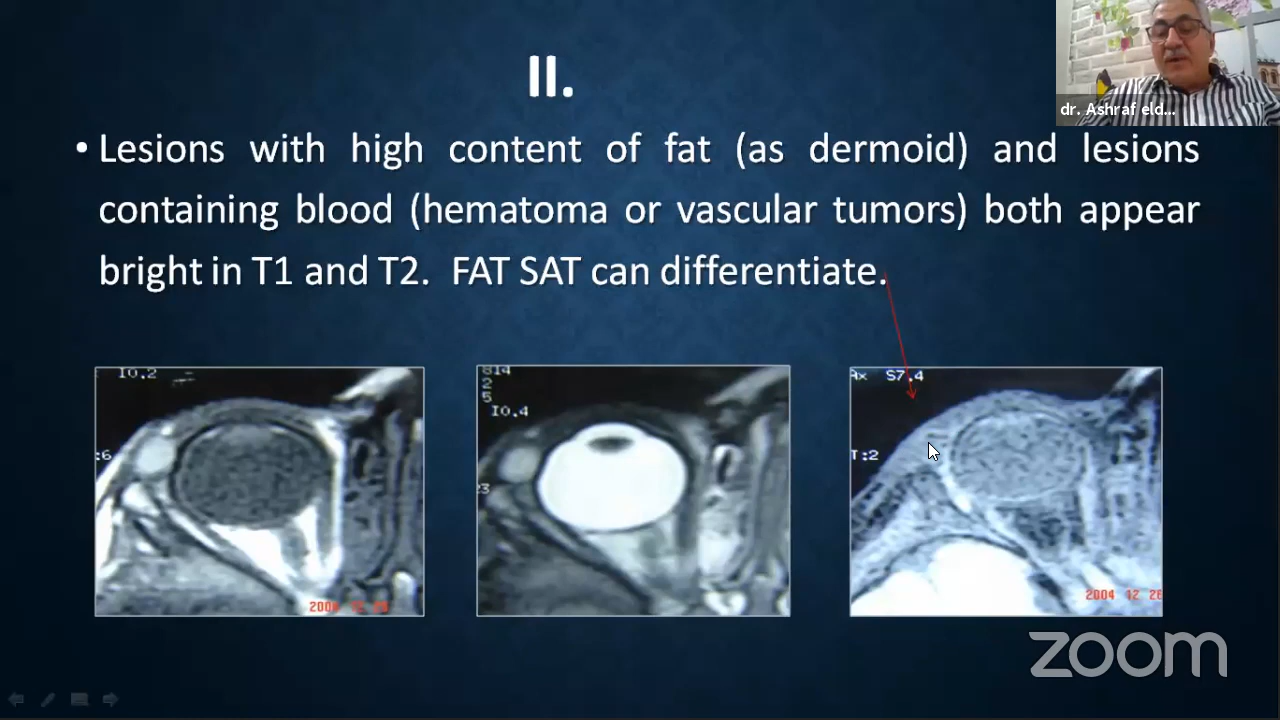 II.
dr. Ashraf eld...
• Lesions with high content of fat (as dermoid) and lesions
containing blood (hematoma or vascular tumors) both appear
bright in T1 and T2. FAT SAT can differentiate.
I0.2
:6
814
2
5
I0.4
23
Ax S7.4
T:2
2004 12 26
zoom